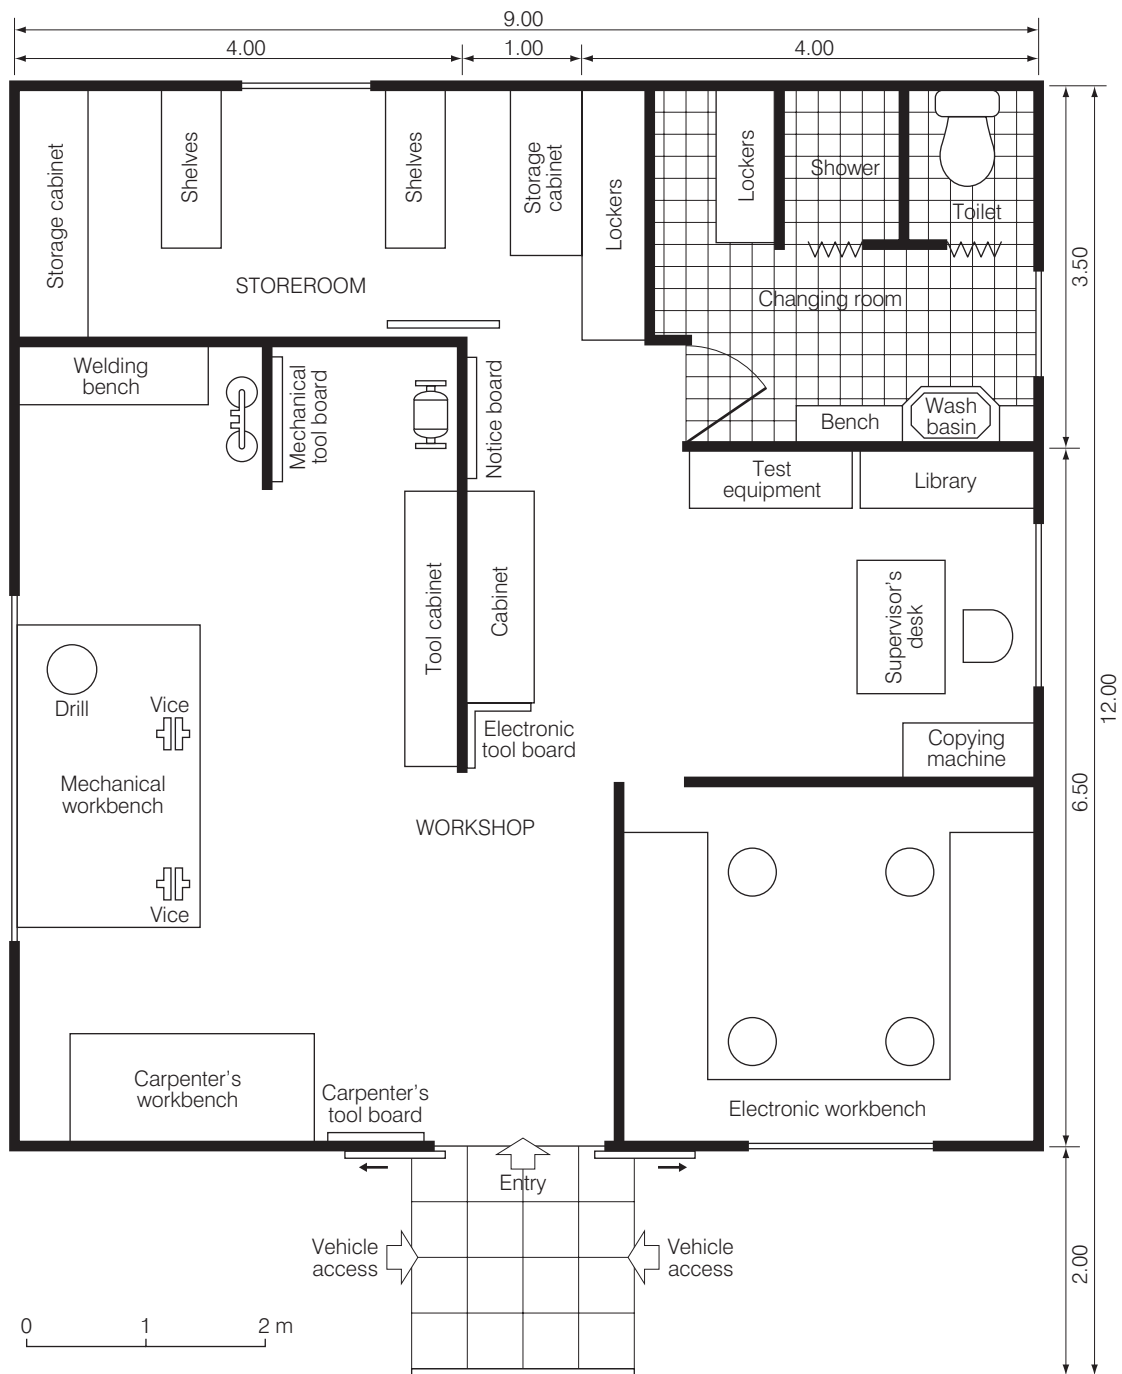 9.00
4.00
1.00
4.00
Storage cabinet
Shelves
Shelves
Storage
cabinet
Lockers
Lockers
Shower
Toilet
STOREROOM
Changing room
3.50
Welding
bench
Mechanical
tool board
Notice board
Bench
Wash
basin
Test
equipment
Library
Tool cabinet
Cabinet
Supervisor's
desk
Drill
Vice
Electronic
tool board
Copying
machine
12.00
6.50
Mechanical
workbench
WORKSHOP
Vice
Carpenter's
workbench
Carpenter's
tool board
Electronic workbench
Entry
Vehicle
access
Vehicle
access
2.00
0 1 2 m